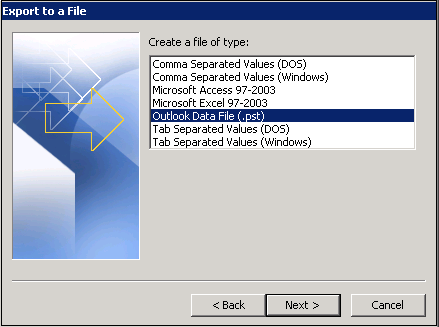 Export to a File
Create a file of type:
Comma Separated Values (DOS)
Comma Separated Values (Windows)
Microsoft Access 97-2003
Microsoft Excel 97-2003
Outlook Data File (.pst)
Tab Separated Values (DOS)
Tab Separated Values (Windows)
< Back
Next >
Cancel